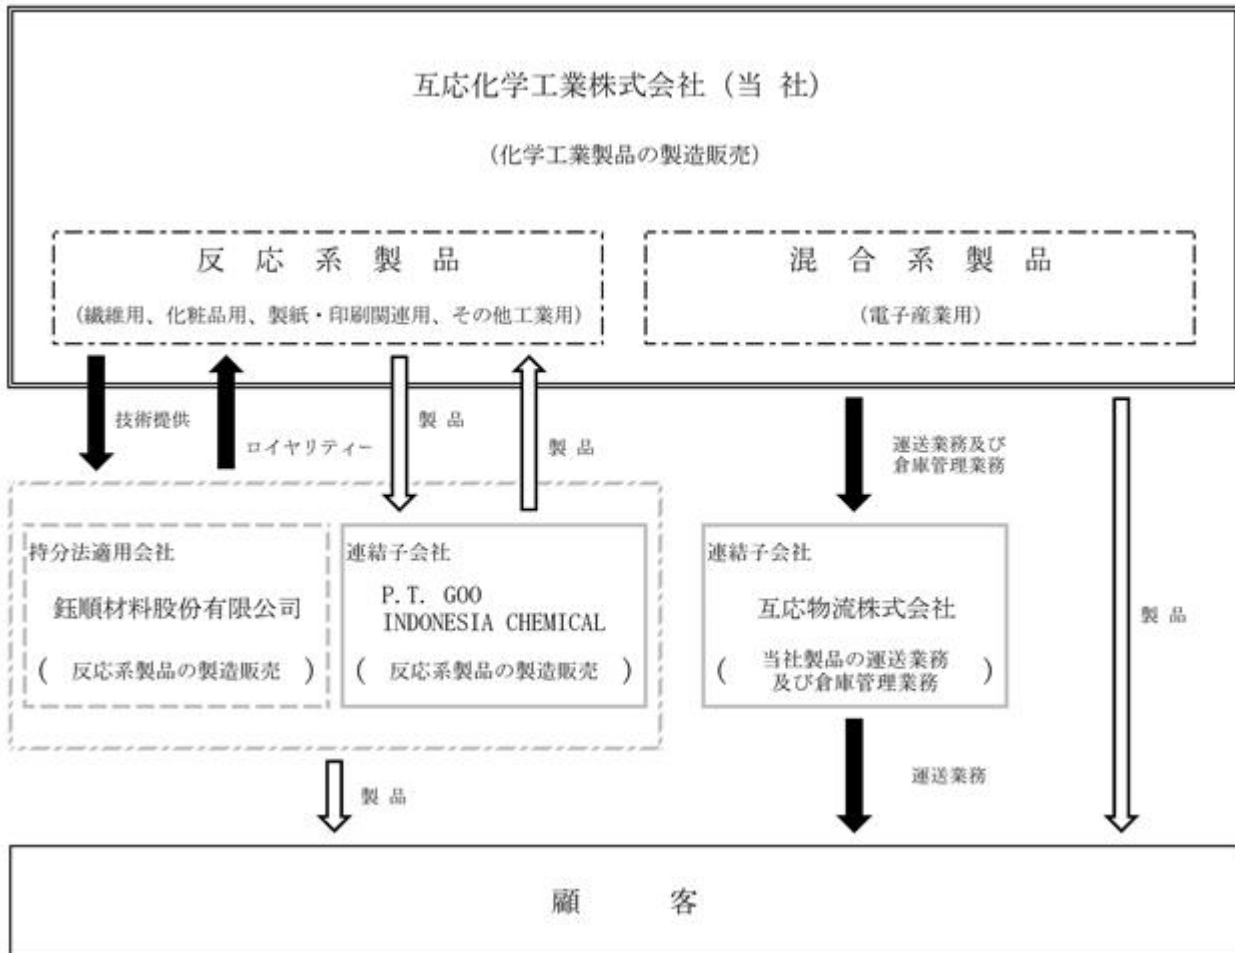 互応化学工業株式会社 (当 社)
(化学工業製品の製造販売)
反 応 系 製 品
(繊維用、化粧品用、製紙・印刷関連用、その他工業用)
混 合 系 製 品
(電子産業用)
技術提供
ロイヤリティー
製 品
製 品
運送業務及び
倉庫管理業務
持分法適用会社
鈺順材料股份有限公司
( 反応系製品の製造販売 )
連結子会社
P.T. GOO
INDONESIA CHEMICAL
( 反応系製品の製造販売 )
連結子会社
互応物流株式会社
( 当社製品の運送業務
及び倉庫管理業務 )
製 品
製 品
運送業務
顧 客